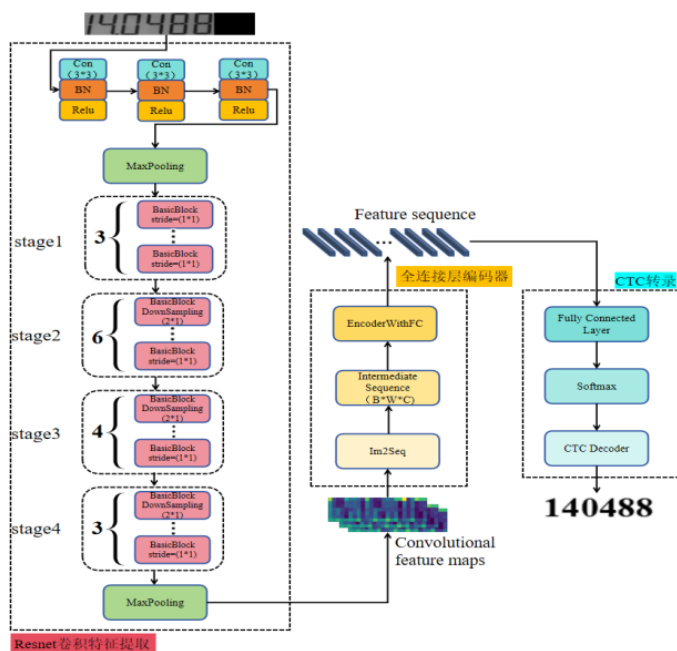 14.0488
Con
(3*3)
BN
Relu
Con
(3*3)
BN
Relu
Con
(3*3)
BN
Relu
MaxPooling
stage1
3
BasicBlock
stride=(1*1)
BasicBlock
stride=(1*1)
stage2
6
BasicBlock
DownSampling
(2*1)
BasicBlock
stride=(1*1)
stage3
4
BasicBlock
DownSampling
(2*1)
BasicBlock
stride=(1*1)
stage4
3
BasicBlock
DownSampling
(2*1)
BasicBlock
stride=(1*1)
MaxPooling
Resnet卷积特征提取
Feature sequence
全连接层编码器
EncoderWithFC
Intermediate
Sequence
(B*W*C)
Im2Seq
Convolutional
feature maps
CTC转录
Fully Connected
Layer
Softmax
CTC Decoder
140488